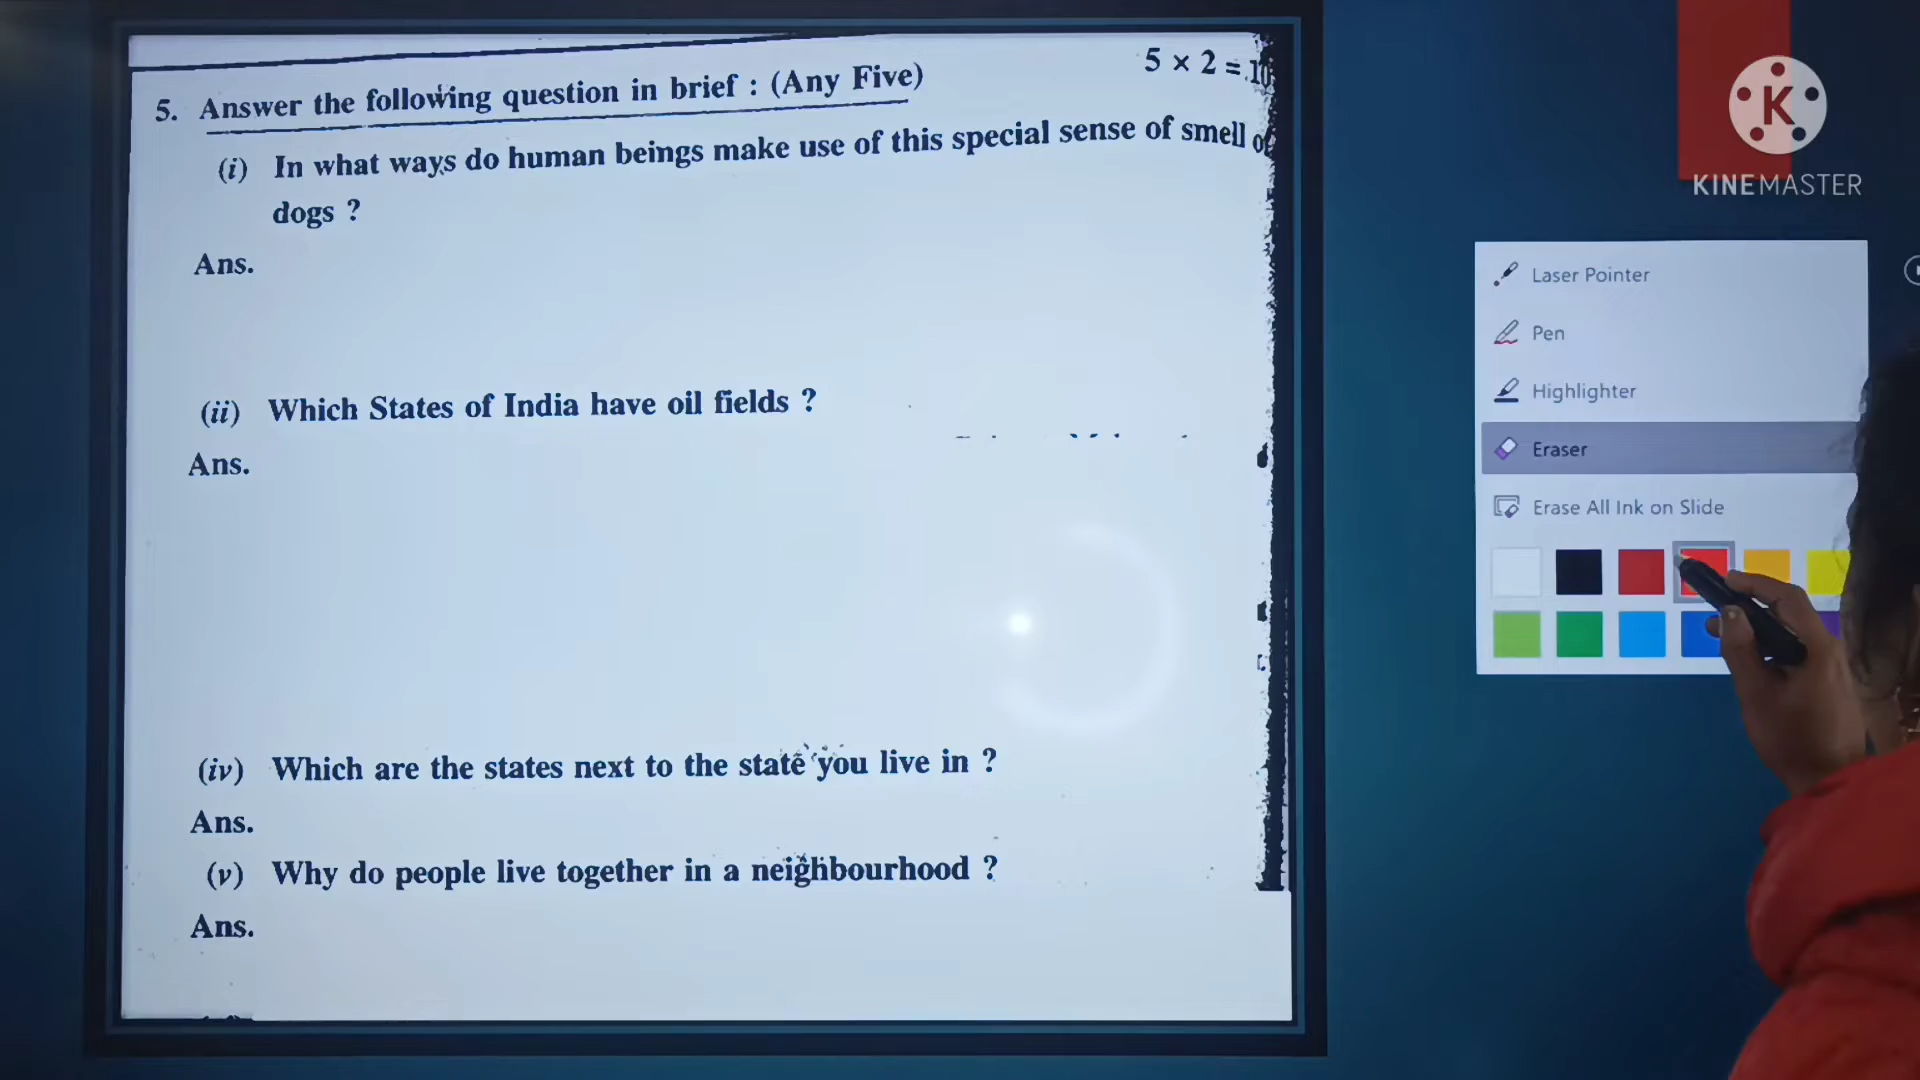 5 × 2 = 10
5. Answer the following question in brief : (Any Five)
(i) In what ways do human beings make use of this special sense of smell of
dogs ?
Ans.
(ii) Which States of India have oil fields ?
Ans.
(iv) Which are the states next to the state you live in ?
Ans.
(v) Why do people live together in a neighbourhood ?
Ans.
K
KINEMASTER
Laser Pointer
Pen
Highlighter
Eraser
Erase All Ink on Slide